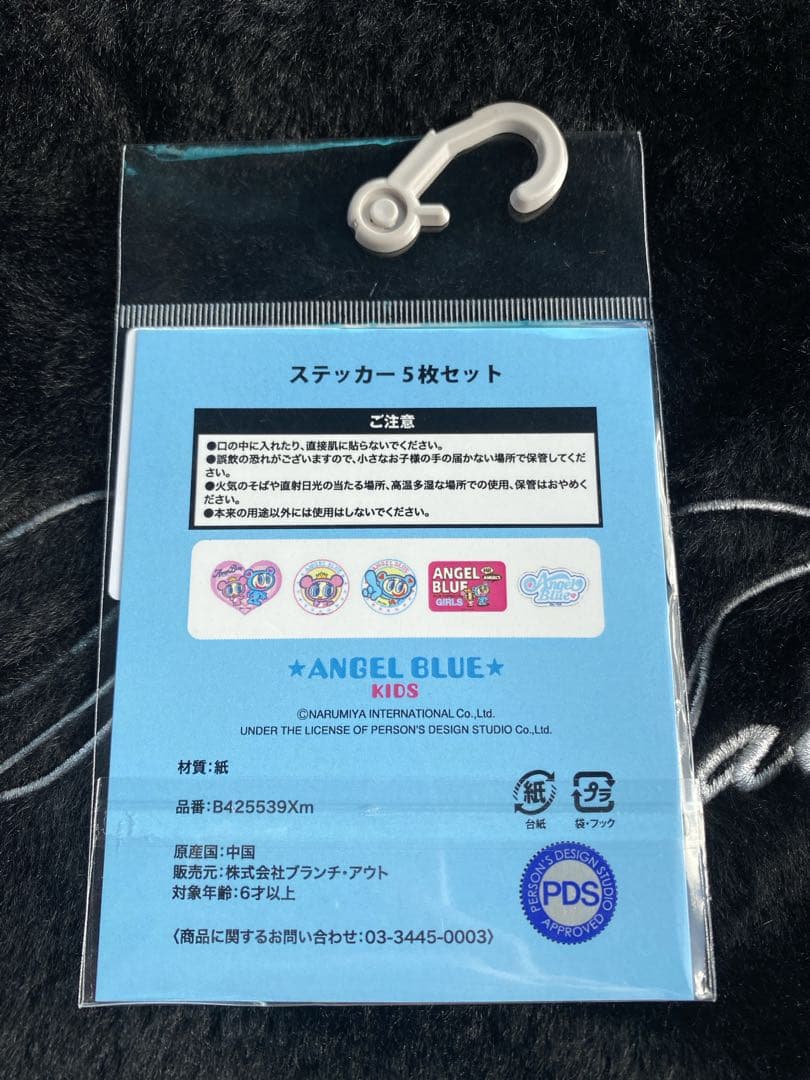 ステッカー5枚セット
ご注意
●口の中に入れたり、直接肌に貼らないでください。
●誤飲の恐れがございますので、小さなお子様の手の届かない場所で保管してくだ
さい。
●火気のそばや直射日光の当たる場所、高温多湿な場所での使用、保管はおやめく
ださい。
●本来の用途以外には使用はしないでください。
Angel Blue
ANGEL BLUE
ANGEL BLUE
ANGEL
BLUE
GIRLS
Angel
Blue
★ANGEL BLUE★
KIDS
©NARUMIYA INTERNATIONAL Co.,Ltd.
UNDER THE LICENSE OF PERSON'S DESIGN STUDIO Co.,Ltd.
材質:紙
品番:B425539Xm
紙
台紙
プラ
袋・フック
原産国:中国
販売元:株式会社ブランチ・アウト
対象年齢:6才以上
PERSON'S DESIGN STUDIO
PDS
APPROVED
〈商品に関するお問い合わせ:03-3445-0003〉